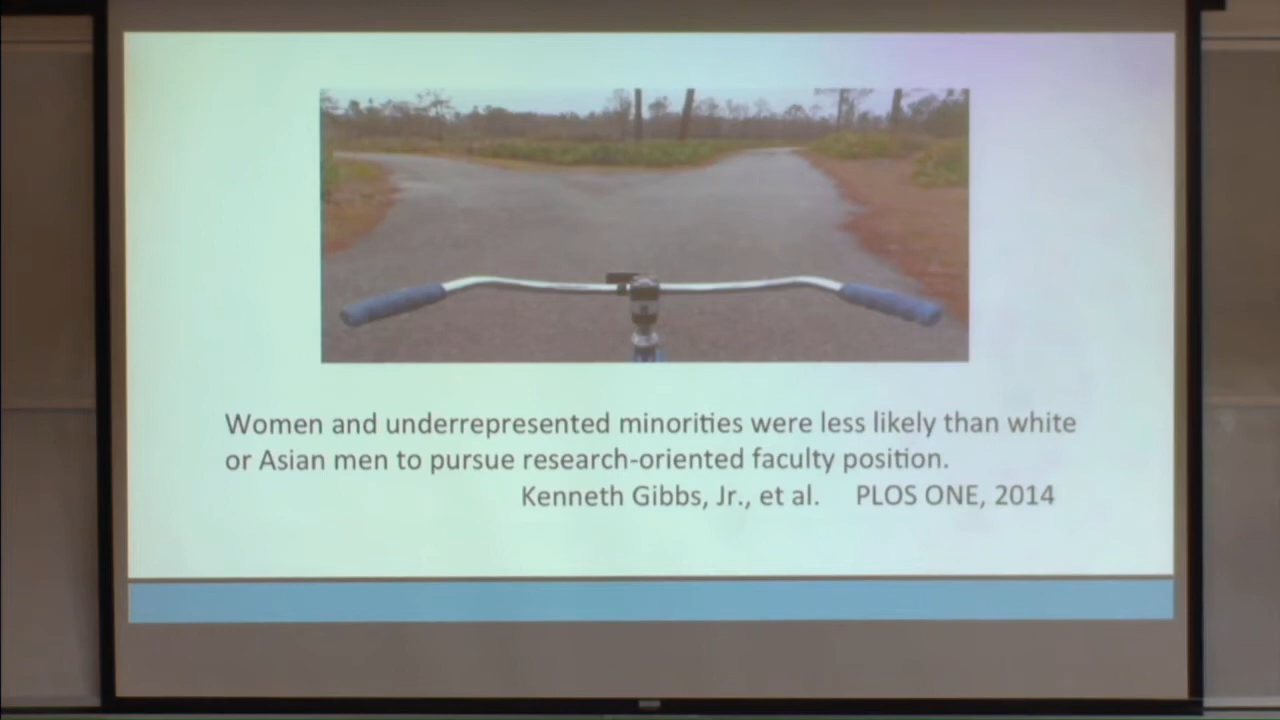 Women and underrepresented minorities were less likely than white
or Asian men to pursue research-oriented faculty position.
Kenneth Gibbs, Jr., et al. PLOS ONE, 2014